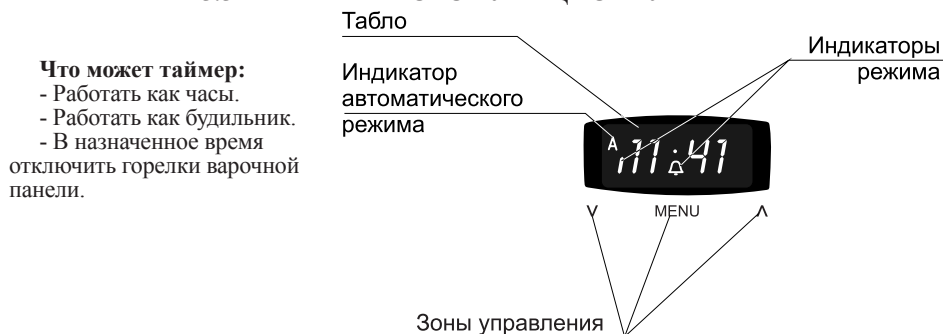 Что может таймер:
- Работать как часы.
- Работать как будильник.
- В назначенное время
отключить горелки варочной
панели.
Табло
Индикатор
автоматического
режима
Индикаторы
режима
A
11:41
V MENU Λ
Зоны управления